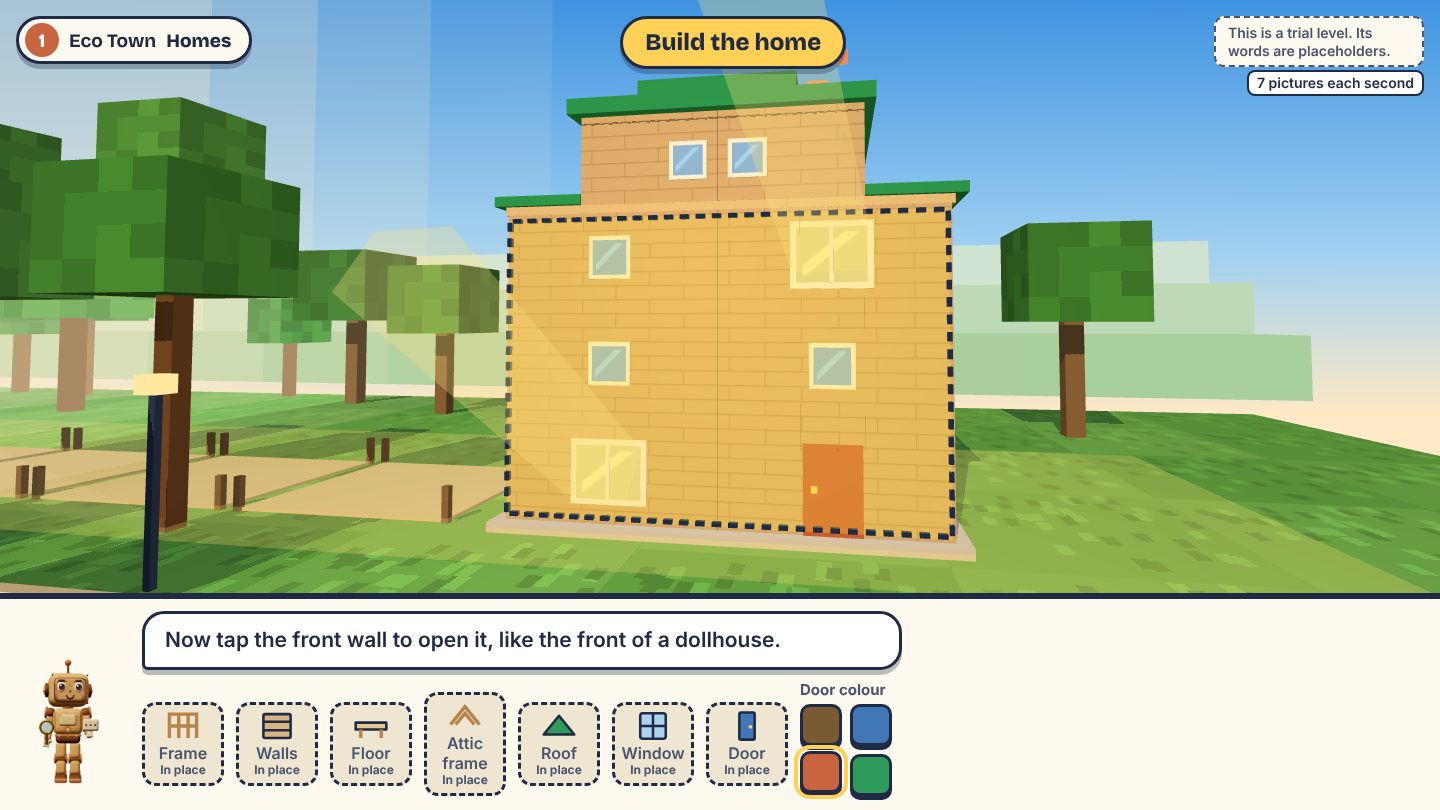 1 Eco Town Homes
Build the home
This is a trial level. Its
words are placeholders.
7 pictures each second
Now tap the front wall to open it, like the front of a dollhouse.
Door colour
Frame
In place
Walls
In place
Floor
In place
Attic
frame
In place
Roof
In place
Window
In place
Door
In place